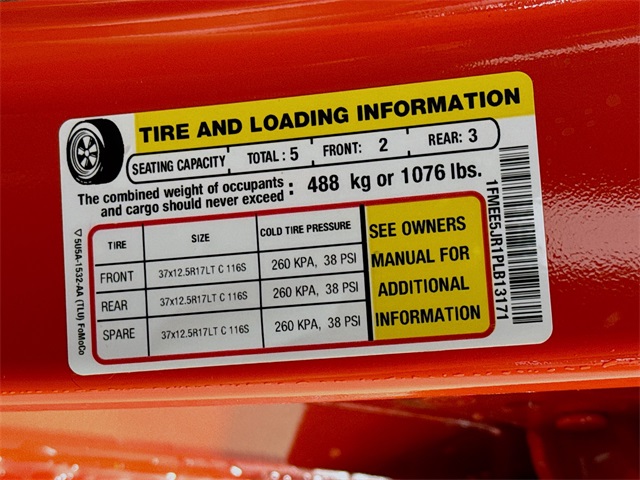 TIRE AND LOADING INFORMATION
SEATING CAPACITY TOTAL : 5 FRONT: 2 REAR: 3
The combined weight of occupants
and cargo should never exceed : 488 kg or 1076 lbs.
TIRE SIZE COLD TIRE PRESSURE
FRONT 37x12.5R17LT C 116S 260 KPA, 38 PSI
REAR 37x12.5R17LT C 116S 260 KPA, 38 PSI
SPARE 37x12.5R17LT C 116S 260 KPA, 38 PSI
SEE OWNERS
MANUAL FOR
ADDITIONAL
INFORMATION
5U5A-1532-AA (TLU) FoMoCo
1FMEE5JR1PLB13171